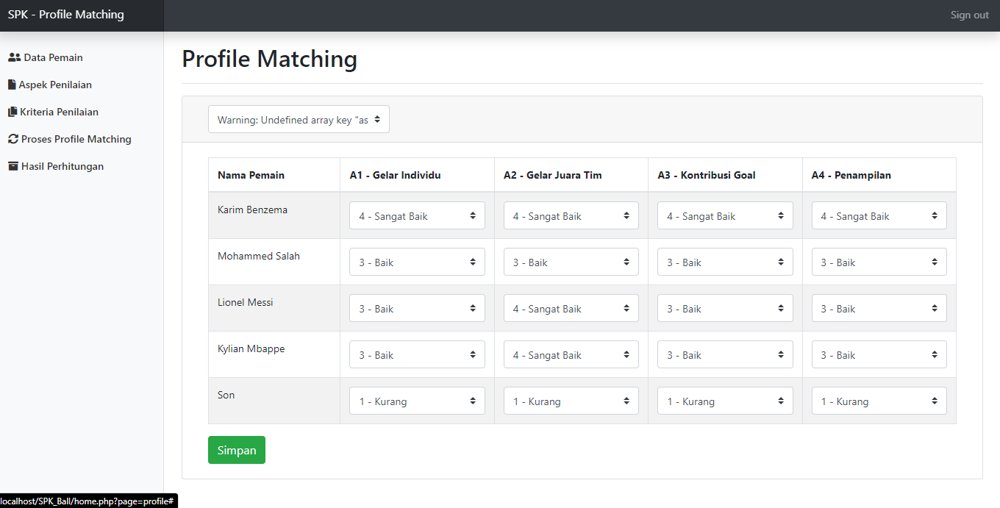 SPK - Profile Matching
Sign out
Data Pemain
Aspek Penilaian
Kriteria Penilaian
Proses Profile Matching
Hasil Perhitungan
Profile Matching
Warning: Undefined array key "as
Nama Pemain A1 - Gelar Individu A2 - Gelar Juara Tim A3 - Kontribusi Goal A4 - Penampilan
Karim Benzema 4 - Sangat Baik 4 - Sangat Baik 4 - Sangat Baik 4 - Sangat Baik
Mohammed Salah 3 - Baik 3 - Baik 3 - Baik 3 - Baik
Lionel Messi 3 - Baik 4 - Sangat Baik 3 - Baik 3 - Baik
Kylian Mbappe 3 - Baik 4 - Sangat Baik 3 - Baik 3 - Baik
Son 1 - Kurang 1 - Kurang 1 - Kurang 1 - Kurang
Simpan
localhost/SPK_Ball/home.php?page=profile#